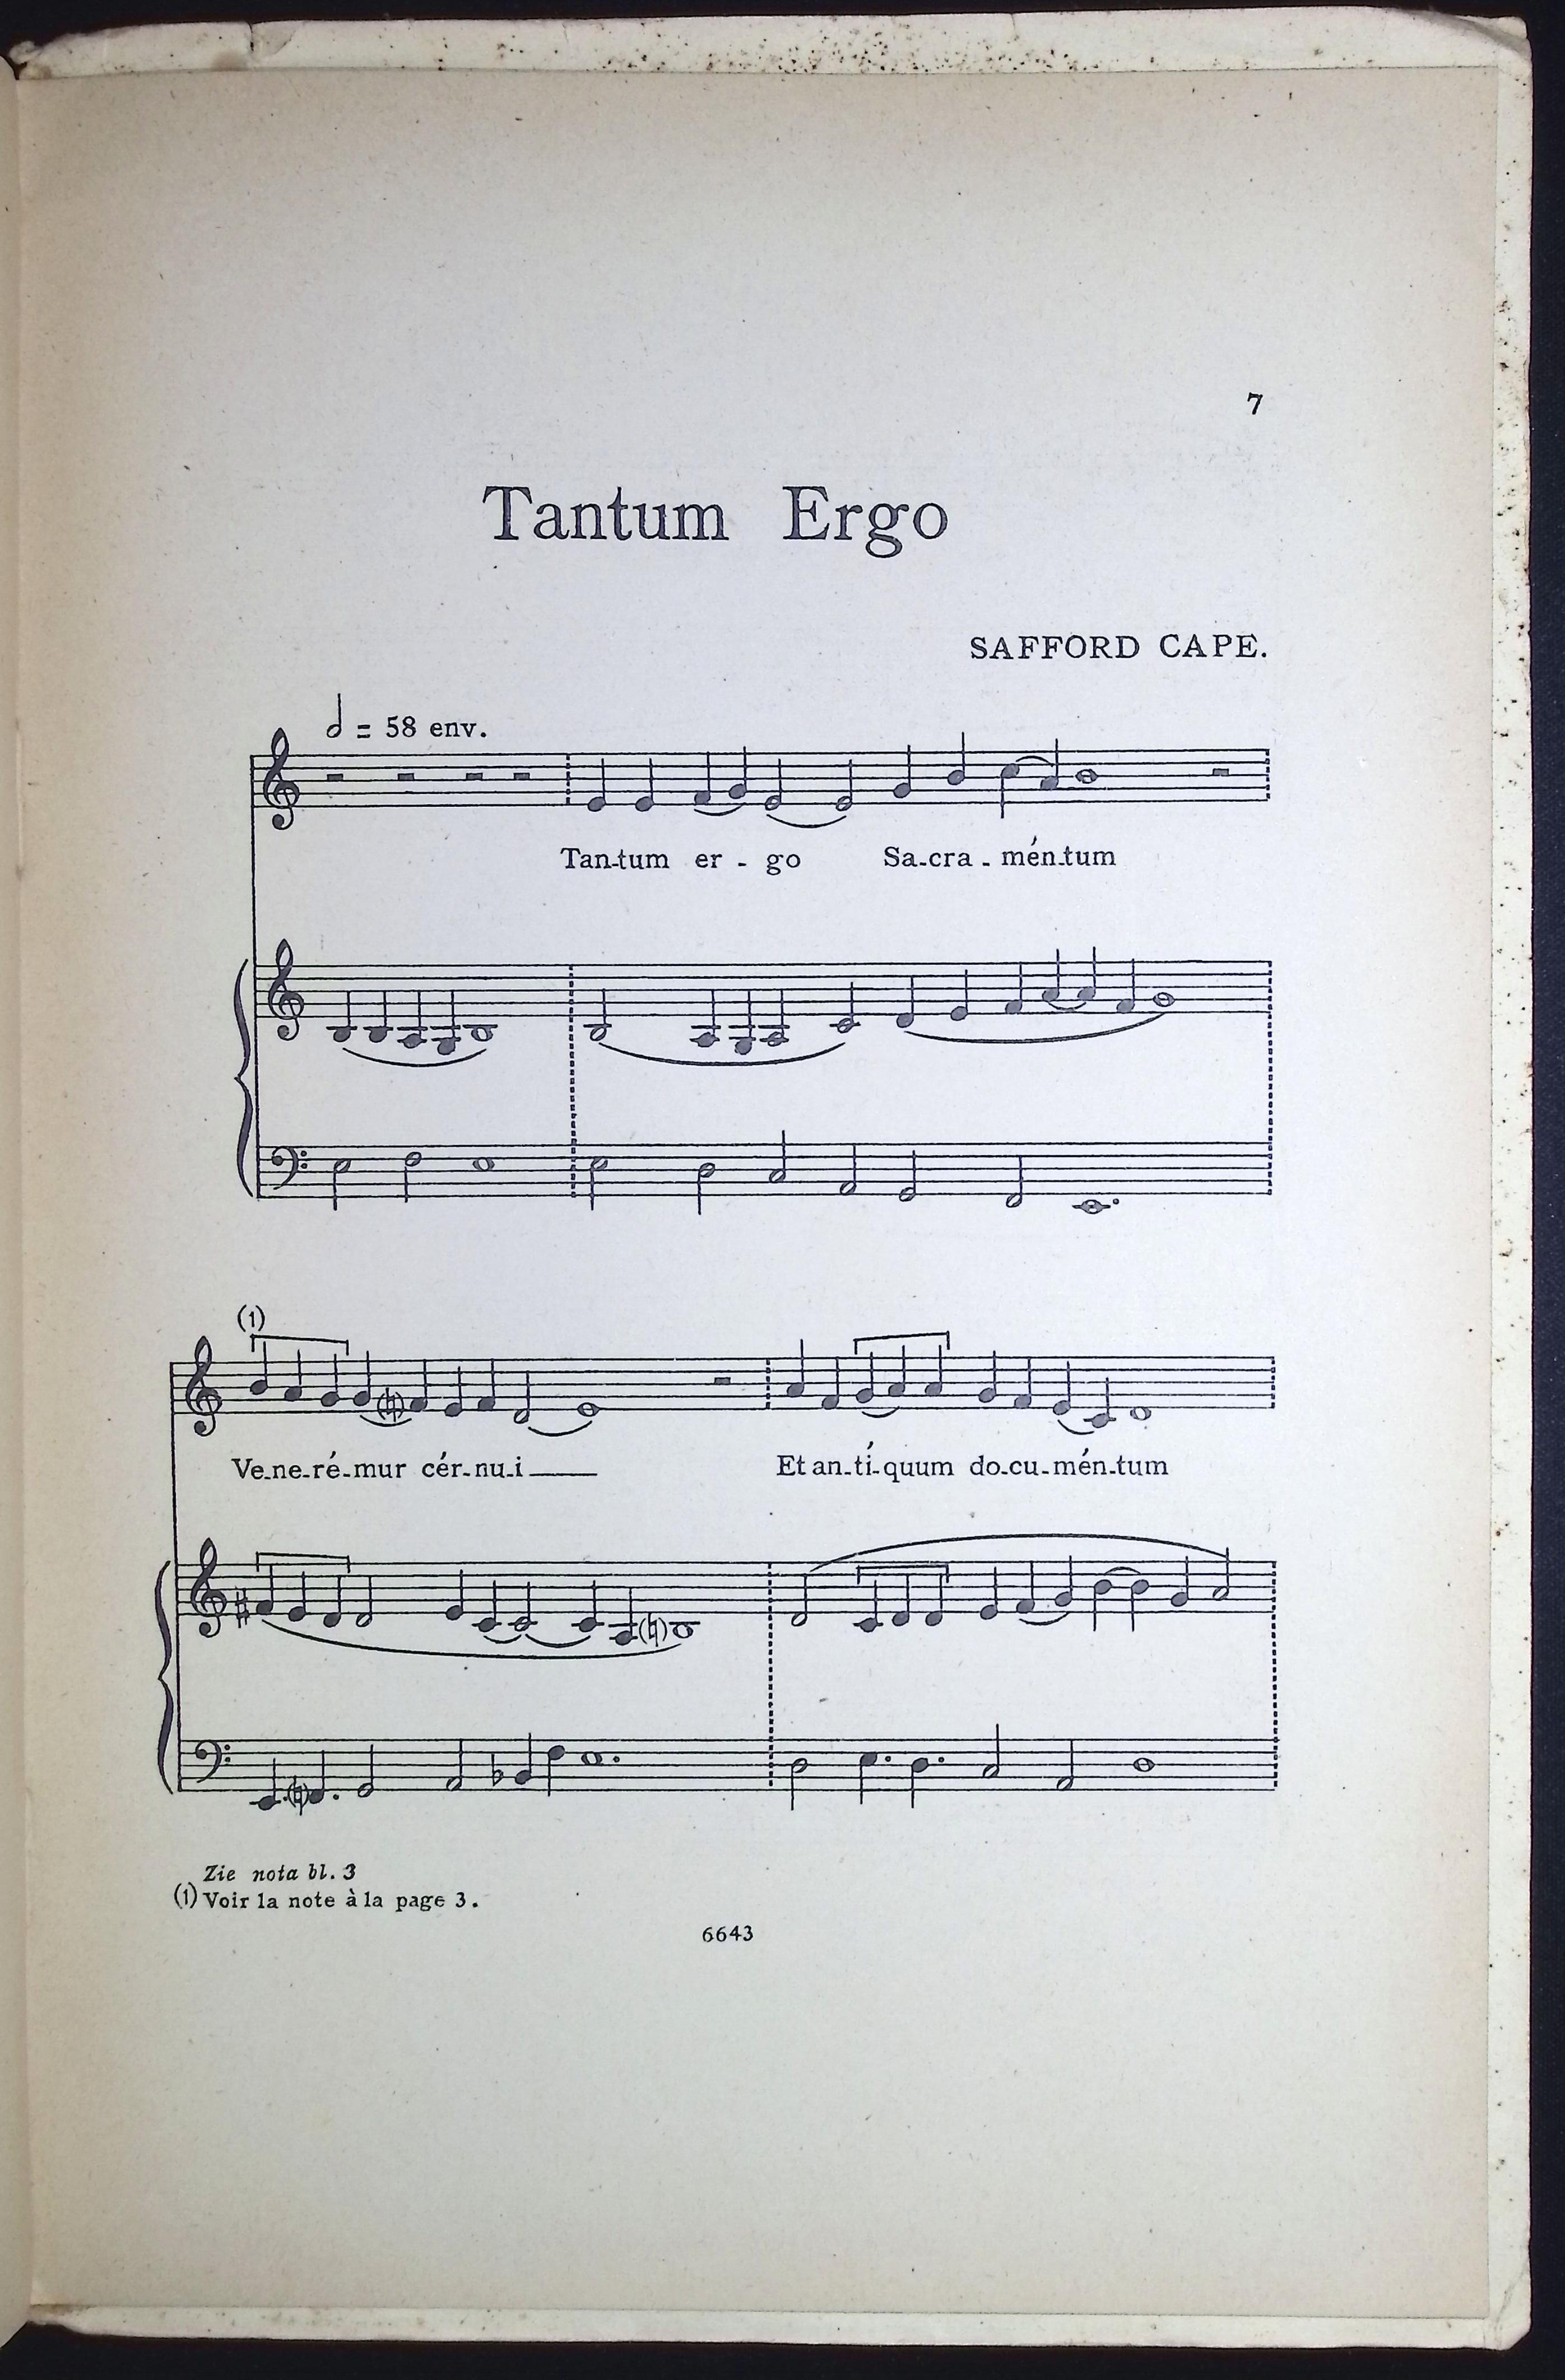 7
Tantum Ergo
SAFFORD CAPE.
= 58 env.
Tan-tum er - go Sa-cra - mén-tum
(1)
Ve-ne-ré-mur cér-nu-i
Et an-tí-quum do-cu-mén-tum
Zie nota bl. 3
(1) Voir la note à la page 3.
6643